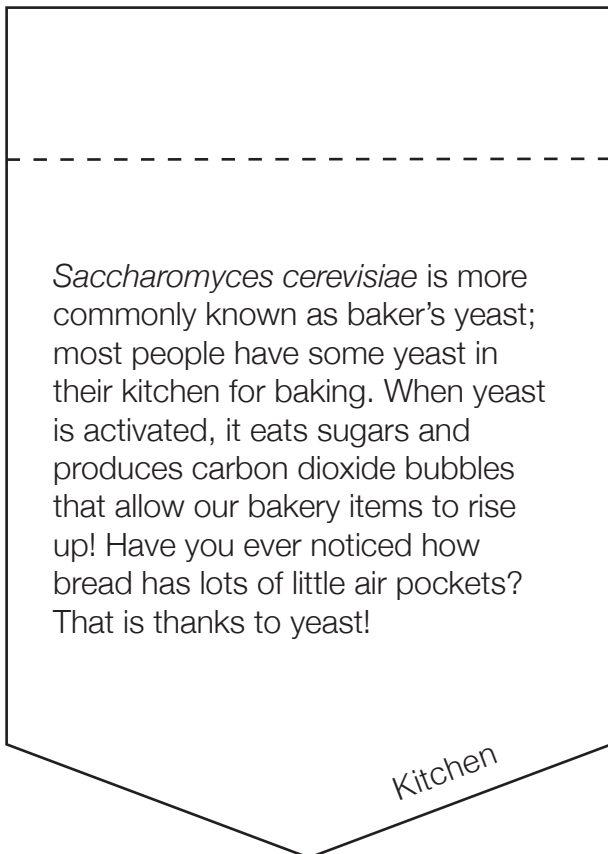 Saccharomyces cerevisiae is more
commonly known as baker’s yeast;
most people have some yeast in
their kitchen for baking. When yeast
is activated, it eats sugars and
produces carbon dioxide bubbles
that allow our bakery items to rise
up! Have you ever noticed how
bread has lots of little air pockets?
That is thanks to yeast!
Kitchen